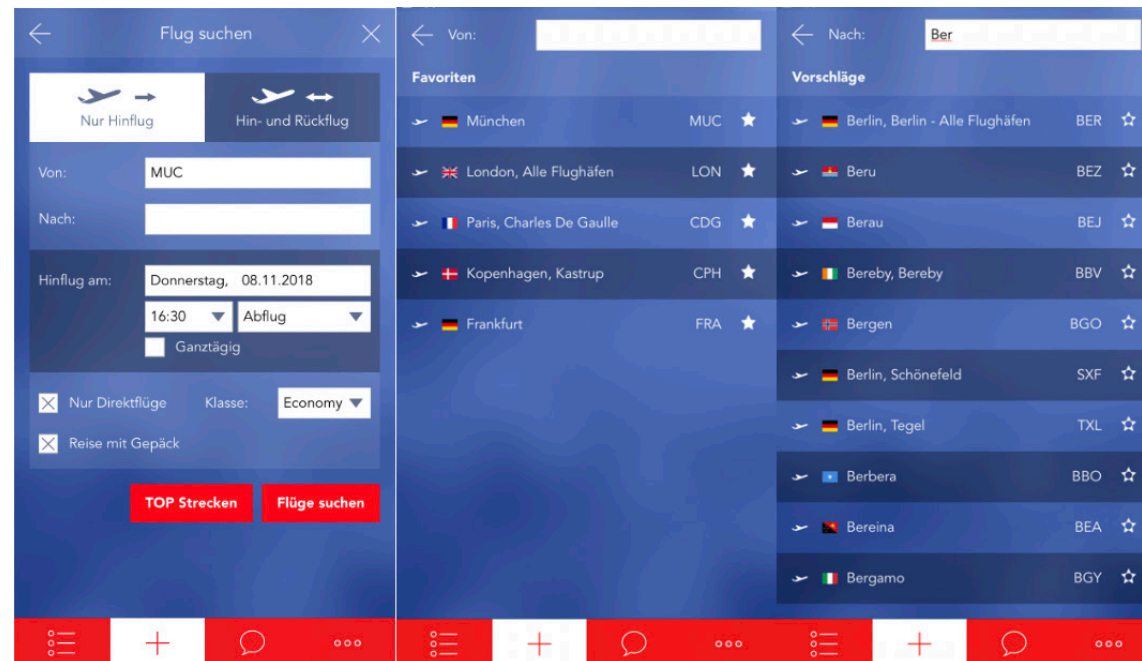 Flug suchen
Nur Hinflug
Hin- und Rückflug
Von:
MUC
Nach:
Hinflug am:
Donnerstag, 08.11.2018
16:30
Abflug
Ganztägig
Nur Direktflüge
Klasse:
Economy
Reise mit Gepäck
TOP Strecken
Flüge suchen
Von:
Favoriten
München MUC
London, Alle Flughäfen LON
Paris, Charles De Gaulle CDG
Kopenhagen, Kastrup CPH
Frankfurt FRA
Nach:
Ber
Vorschläge
Berlin, Berlin - Alle Flughäfen BER
Beru BEZ
Berau BEJ
Bereby, Bereby BBV
Bergen BGO
Berlin, Schönefeld SXF
Berlin, Tegel TXL
Berbera BBO
Bereina BEA
Bergamo BGY